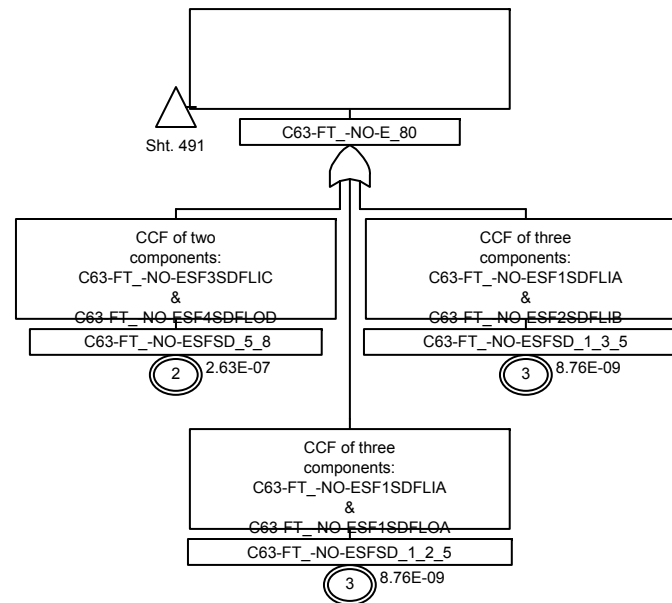 Sht. 491
C63-FT_-NO-E_80
CCF of two
components:
C63-FT_-NO-ESF3SDFLIC
&
C63-FT_-NO-ESF4SDFLOD
C63-FT_-NO-ESFSD_5_8
2
2.63E-07
CCF of three
components:
C63-FT_-NO-ESF1SDFLIA
&
C63-FT_-NO-ESF2SDFLIB
C63-FT_-NO-ESFSD_1_3_5
3
8.76E-09
CCF of three
components:
C63-FT_-NO-ESF1SDFLIA
&
C63-FT_-NO-ESF1SDFLOA
C63-FT_-NO-ESFSD_1_2_5
3
8.76E-09